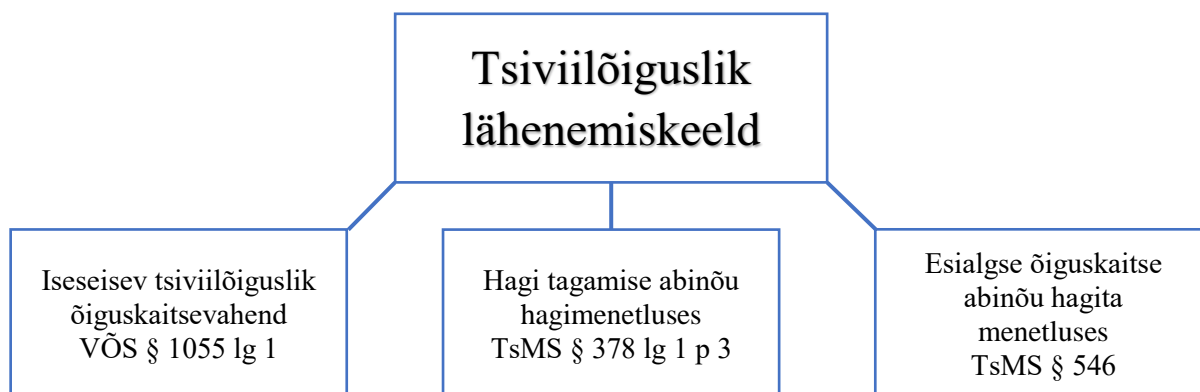 Tsiviilõiguslik
lähenemiskeeld
Iseseisev tsiviilõiguslik
õiguskaitsevahend
VÕS § 1055 lg 1
Hagi tagamise abinõu
hagimenetluses
TsMS § 378 lg 1 p 3
Esialgse õiguskaitse
abinõu hagita
menetluses
TsMS § 546